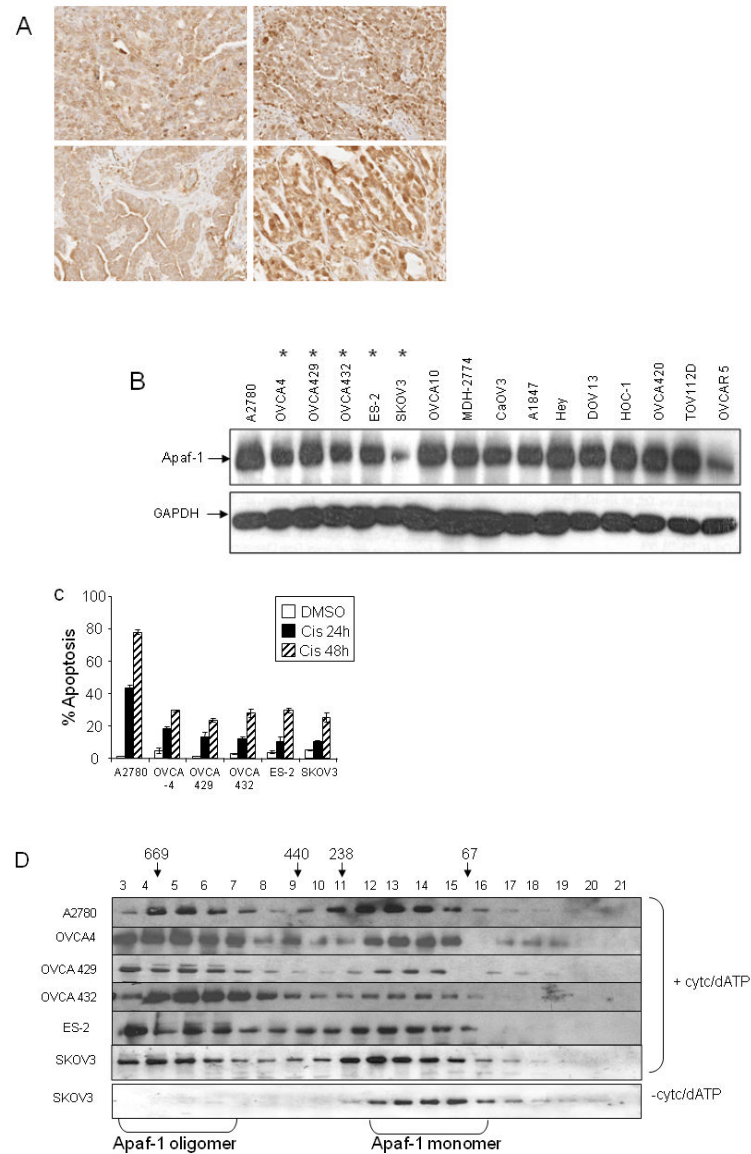 A
B
* * * * *
A2780 OVCA4 OVCA429 OVCA432 ES-2 SKOV3 OVCA10 MDH-2774 CaOV3 A1847 Hey DOV 13 HOC-1 OVCA420 TOV112D OVCAR 5
Apaf-1
GAPDH
c
100
80
60
40
20
0
% Apoptosis
DMSO
Cis 24h
Cis 48h
A2780 OVCA -4 OVCA 429 OVCA 432 ES-2 SKOV3
D
669 440 238 67
3 4 5 6 7 8 9 10 11 12 13 14 15 16 17 18 19 20 21
A2780
OVCA4
OVCA 429
OVCA 432
ES-2
SKOV3
+ cytc/dATP
SKOV3
-cytc/dATP
Apaf-1 oligomer Apaf-1 monomer